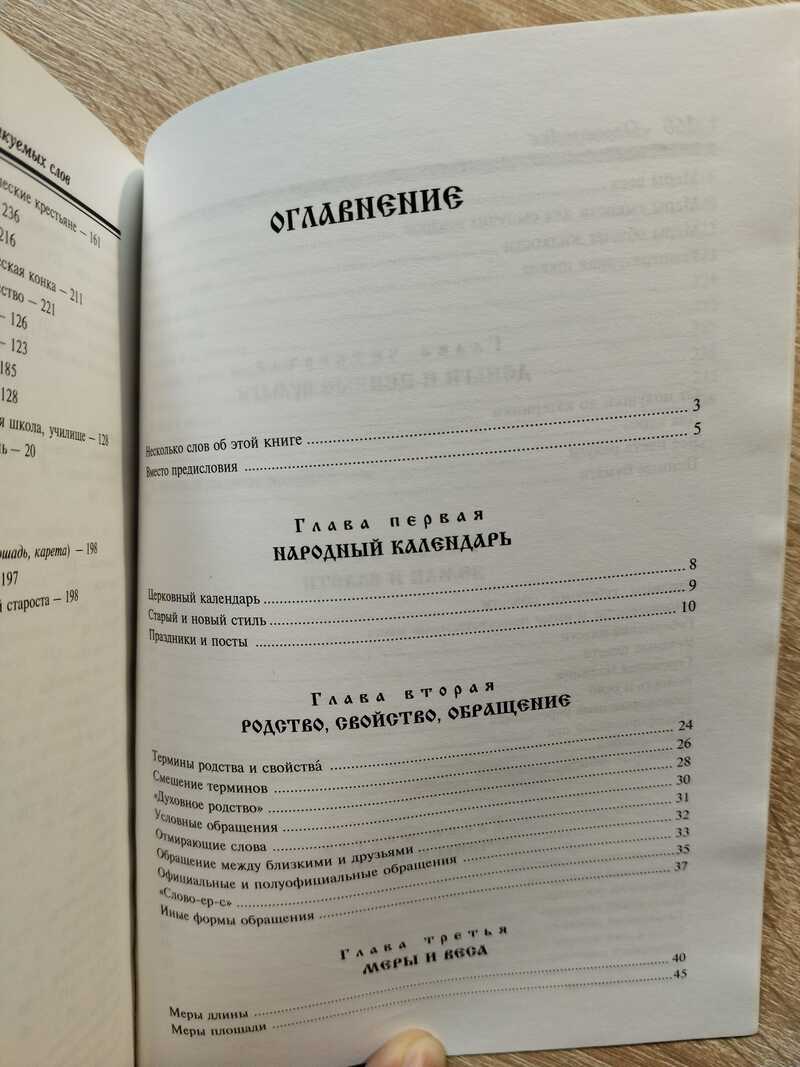 куемых слов
еские крестьяне – 161
236
216
ская конка – 211
ство – 221
– 126
– 123
185
128
я школа, училище – 128
ь – 20
ошадь, карета) – 198
197
й староста – 198
ОГЛАВНЕНИЕ
Несколько слов об этой книге 3
Вместо предисловия 5
Глава первая
НАРОДНЫЙ КАЛЕНДАРЬ
Церковный календарь 8
Старый и новый стиль 9
Праздники и посты 10
Глава вторая
РОДСТВО, СВОЙСТВО, ОБРАЩЕНИЕ
Термины родства и свойства́ 24
Смешение терминов 26
«Духовное родство» 28
Условные обращения 30
Отмирающие слова 31
Обращение между близкими и друзьями 32
Официальные и полуофициальные обращения 33
«Слово-ер-с» 35
Иные формы обращения 37
Глава третья
МЕРЫ И ВЕСА
Меры длины 40
Меры площади 45